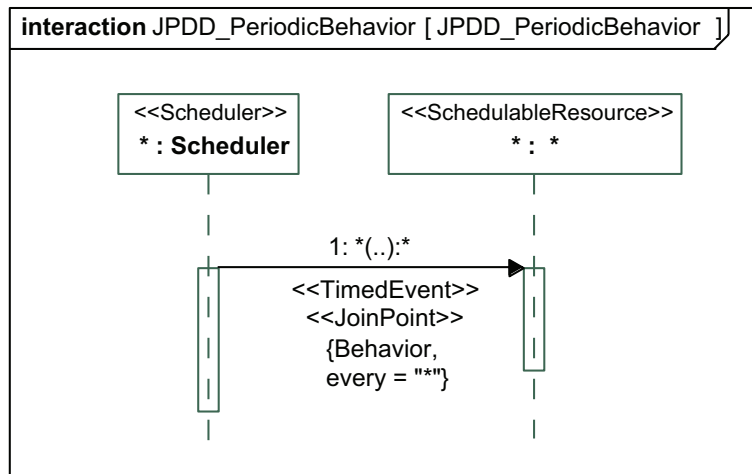 interaction JPDD_PeriodicBehavior [ JPDD_PeriodicBehavior ]
<<Scheduler>>
* : Scheduler
<<SchedulableResource>>
* : *
1: *(..):*
<<TimedEvent>>
<<JoinPoint>>
{Behavior,
every = "*"}